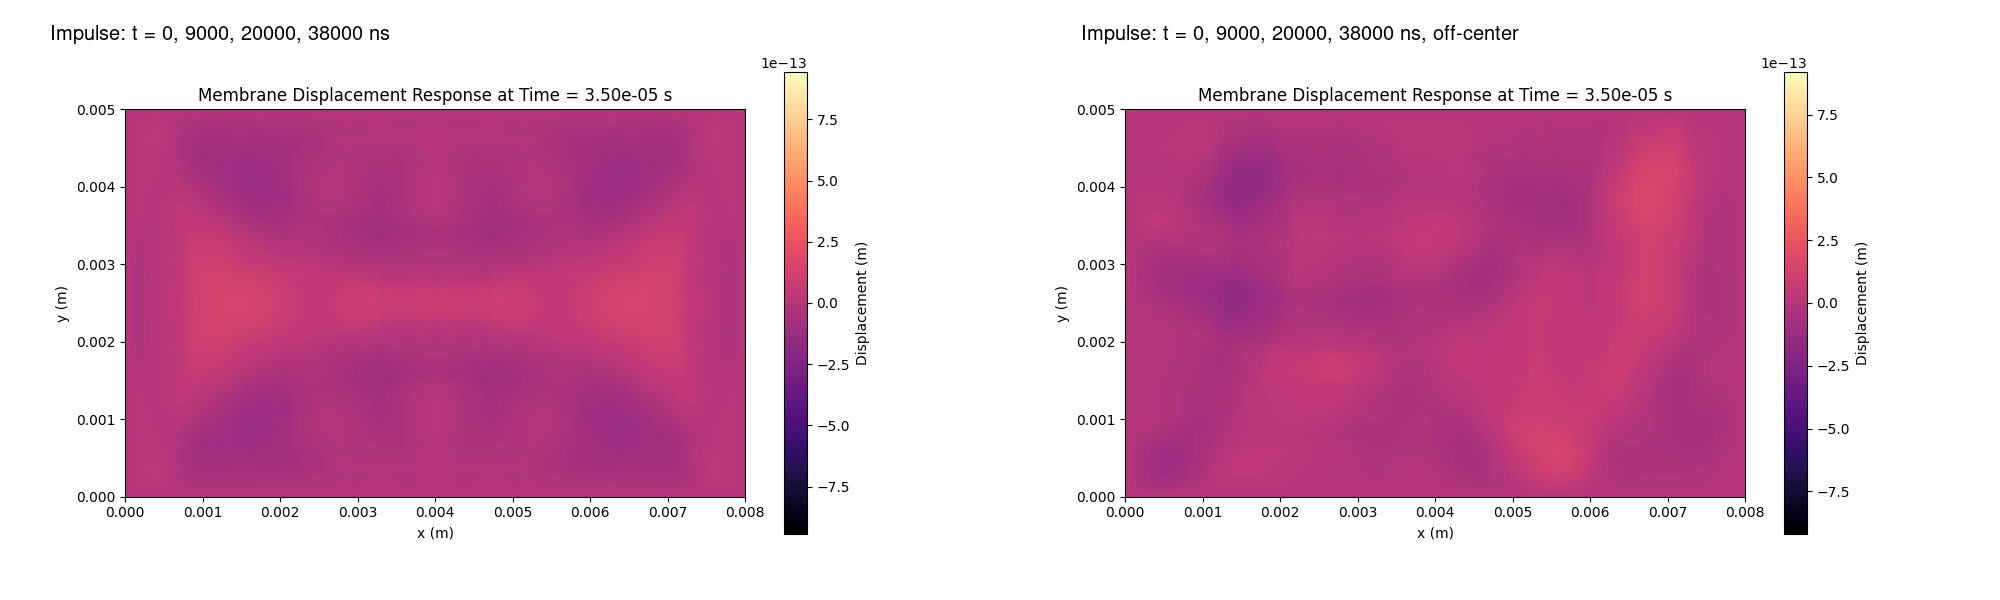 Impulse: t = 0, 9000, 20000, 38000 ns
1e−13
Membrane Displacement Response at Time = 3.50e-05 s
0.005
0.004
0.003
0.002
0.001
0.000
y (m)
0.000 0.001 0.002 0.003 0.004 0.005 0.006 0.007 0.008
x (m)
7.5
5.0
2.5
0.0
−2.5
−5.0
−7.5
Displacement (m)
Impulse: t = 0, 9000, 20000, 38000 ns, off-center
1e−13
Membrane Displacement Response at Time = 3.50e-05 s
0.005
0.004
0.003
0.002
0.001
0.000
y (m)
0.000 0.001 0.002 0.003 0.004 0.005 0.006 0.007 0.008
x (m)
7.5
5.0
2.5
0.0
−2.5
−5.0
−7.5
Displacement (m)